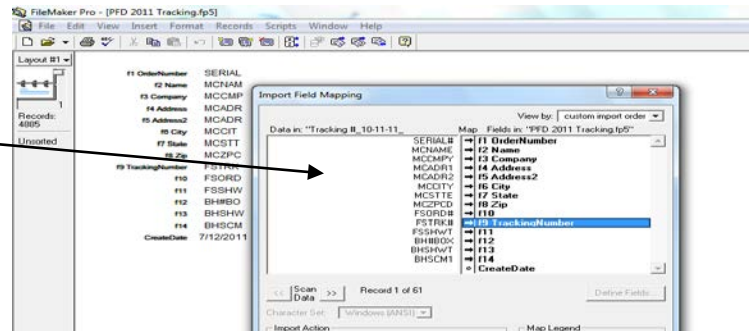 FileMaker Pro - [PFD 2011 Tracking.fp5]
File Edit View Insert Format Records Scripts Window Help
Layout #1
1
Records:
4885
Unsorted
f1 OrderNumber SERIAL
f2 Name MCNAM
f3 Company MCCMP
f4 Address MCADR
f5 Address2 MCADR
f6 City MCCIT
f7 State MCSTT
f8 Zip MCZPC
f9 TrackingNumber FSTRK
f10 FSORD
f11 FSSHW
f12 BH#BO
f13 BHSHW
f14 BHSCM
CreateDate 7/12/2011
Import Field Mapping
View by: custom import order
Data in: "Tracking #_10-11-11_ Map Fields in: "PFD 2011 Tracking.fp5"
SERIAL# f1 OrderNumber
MCNAME f2 Name
MCCMPY f3 Company
MCADR1 f4 Address
MCADR2 f5 Address2
MCCITY f6 City
MCSTTE f7 State
MCZPCD f8 Zip
FSORD# f10
FSTRK# f9 TrackingNumber
FSSHWT f11
BH#BOX f12
BHSHWT f13
BHSCM1 f14
CreateDate
<< Scan Data >> Record 1 of 61 Define Fields...
Character Set: Windows (ANSI)
Import Action Map Legend